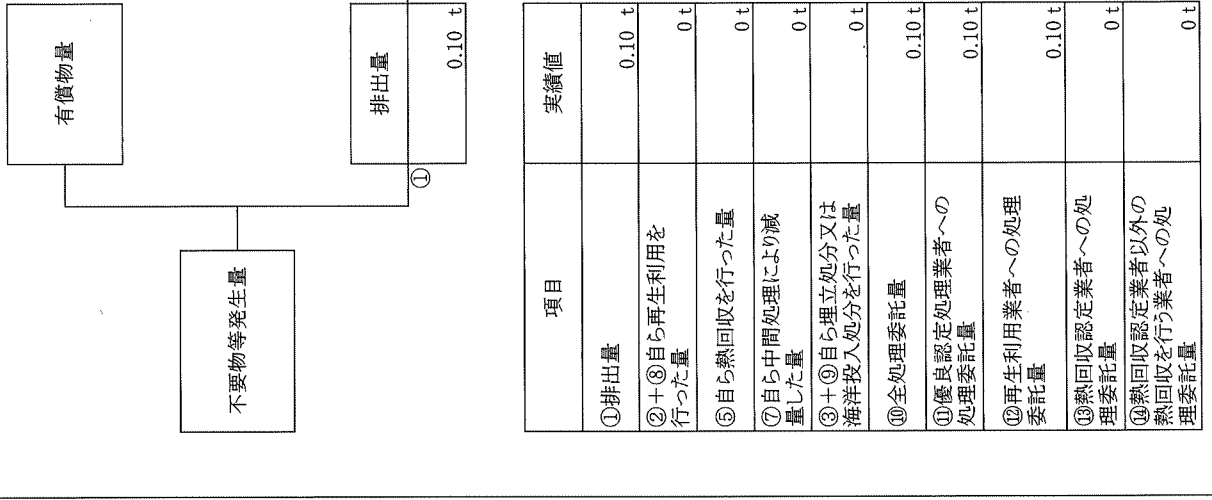 有償物量
不要物等発生量
排出量
①
0.10 t
項目 実績値
①排出量 0.10 t
②+⑧自ら再生利用を
行った量 0 t
⑤自ら熱回収を行った量 0 t
⑦自ら中間処理により減
量した量 0 t
③+⑨自ら埋立処分又は
海洋投入処分を行った量 0 t
⑩全処理委託量 0.10 t
⑪優良認定処理業者への
処理委託量 0.10 t
⑫再生利用業者への処理
委託量 0.10 t
⑬熱回収認定業者への処
理委託量 0 t
⑭熱回収認定業者以外の
熱回収を行う業者への処
理委託量 0 t